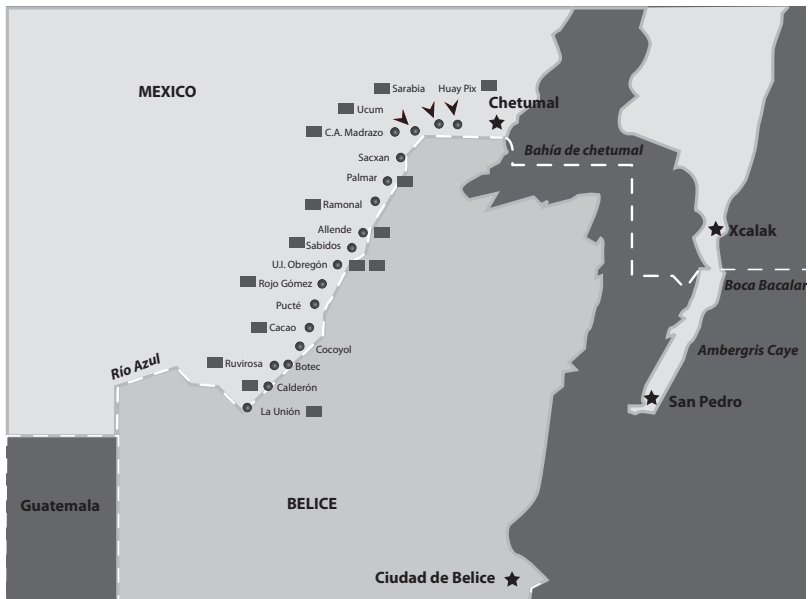 Sarabia
Huay Pix
MEXICO
Chetumal
Ucum
C.A. Madrazo
Bahía de chetumal
Sacxan
Palmar
Ramonal
Allende
Xcalak
Sabidos
U.I. Obregón
Rojo Gómez
Boca Bacalar
Pucté
Cacao
Cocoyol
Ambergris Caye
Río Azul
Ruvirosa
Botec
Calderón
San Pedro
La Unión
Guatemala
BELICE
Ciudad de Belice